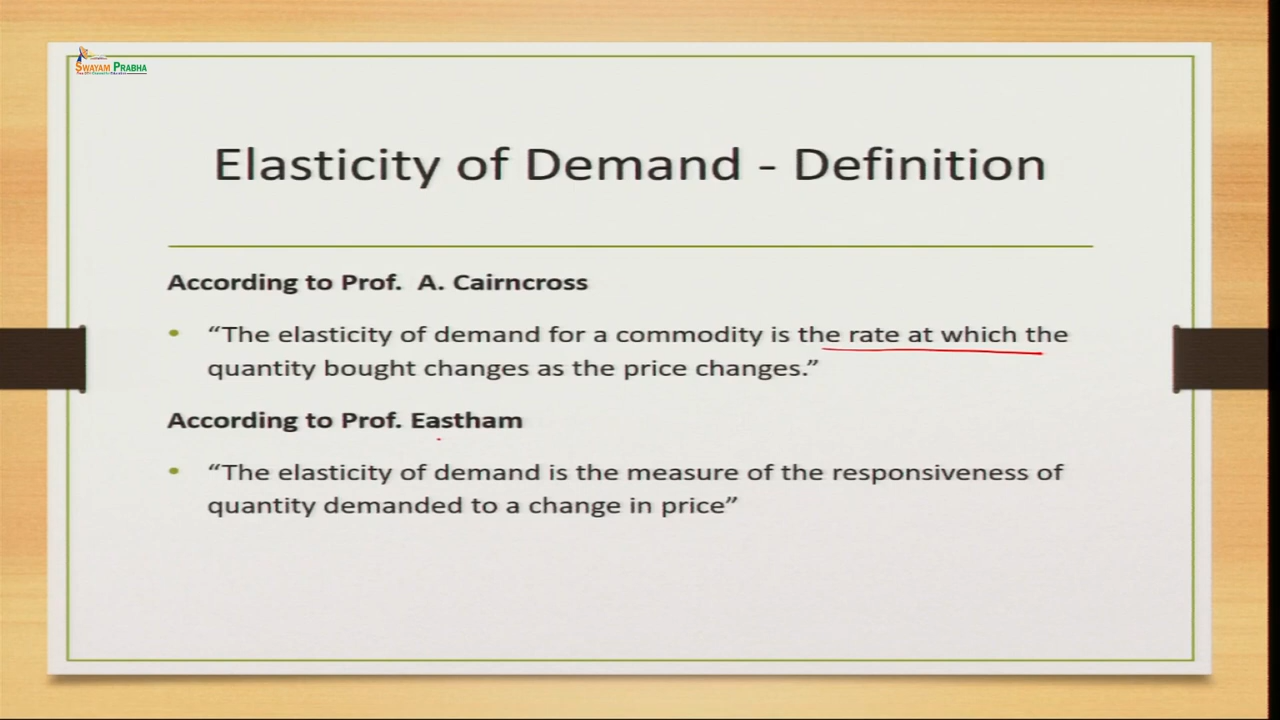 SWAYAM PRABHA
Elasticity of Demand - Definition
According to Prof. A. Cairncross
• “The elasticity of demand for a commodity is the rate at which the
quantity bought changes as the price changes.”
According to Prof. Eastham
• “The elasticity of demand is the measure of the responsiveness of
quantity demanded to a change in price”